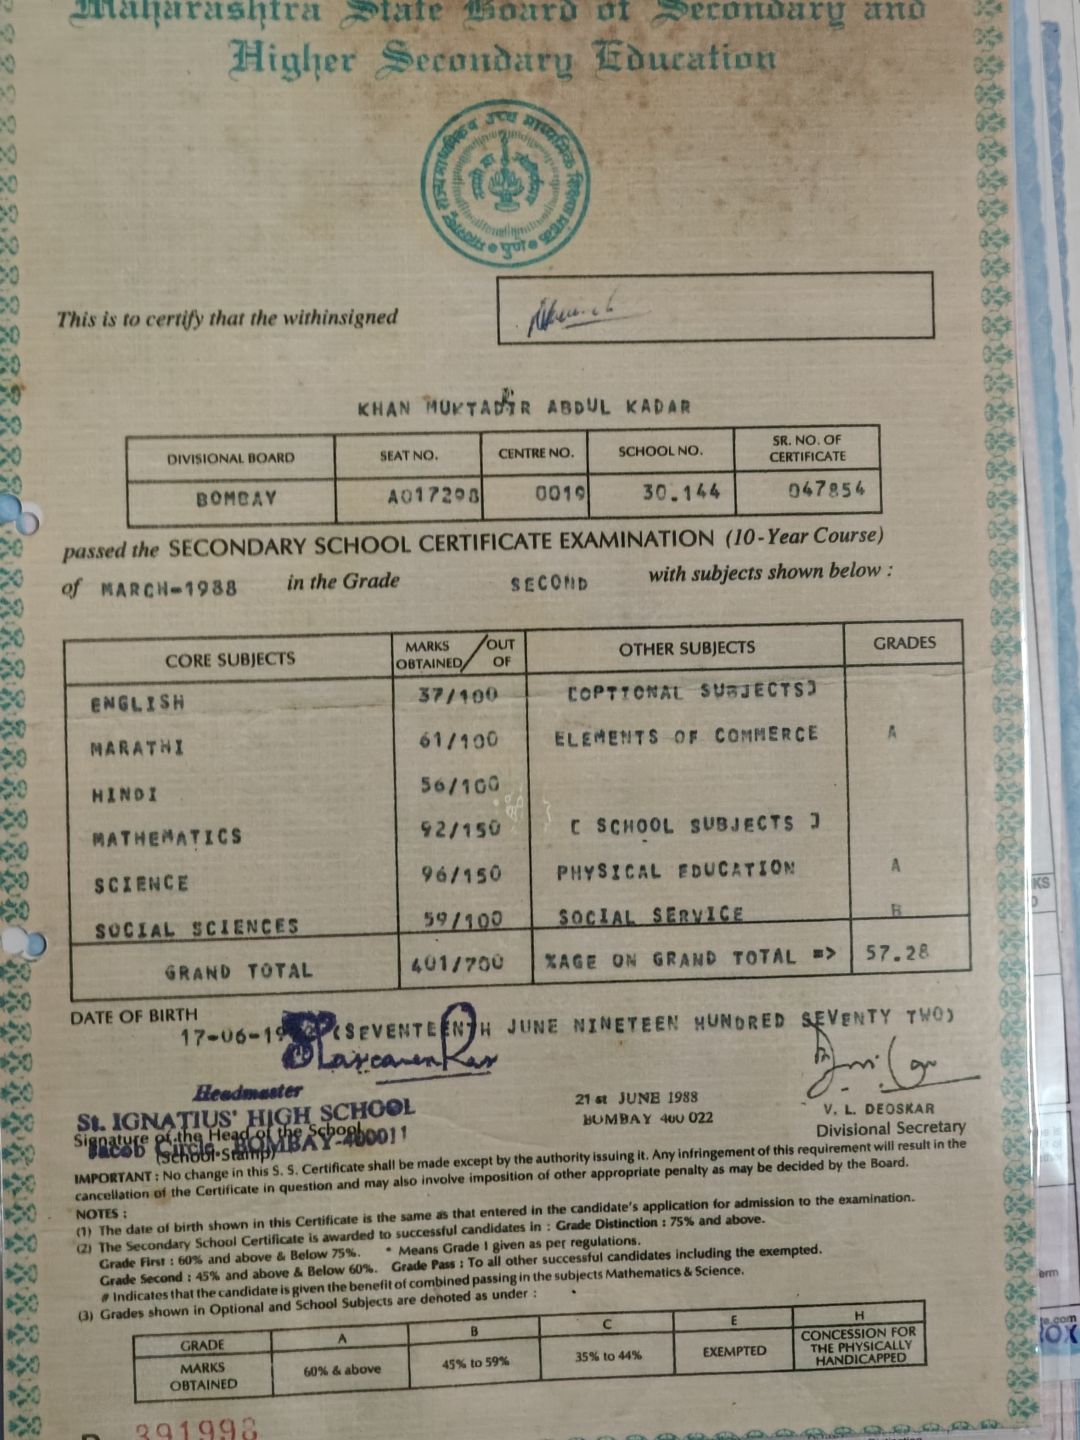 Maharashtra State Board of Secondary and
Higher Secondary Education
पुणे
This is to certify that the withinsigned
KHAN MUKTADIR ABDUL KADAR
DIVISIONAL BOARD SEAT NO. CENTRE NO. SCHOOL NO. SR. NO. OF CERTIFICATE
BOMBAY A017298 0019 30.144 047854
passed the SECONDARY SCHOOL CERTIFICATE EXAMINATION (10-Year Course)
of MARCH-1988 in the Grade SECOND with subjects shown below :
CORE SUBJECTS MARKS OBTAINED / OUT OF OTHER SUBJECTS GRADES
ENGLISH 37/100 [OPTIONAL SUBJECTS]
MARATHI 61/100 ELEMENTS OF COMMERCE A
HINDI 56/100
MATHEMATICS 92/150 [ SCHOOL SUBJECTS ]
SCIENCE 96/150 PHYSICAL EDUCATION A
SOCIAL SCIENCES 59/100 SOCIAL SERVICE B
GRAND TOTAL 401/700 %AGE ON GRAND TOTAL => 57.28
DATE OF BIRTH
17-06-19 (SEVENTEENTH JUNE NINETEEN HUNDRED SEVENTY TWO)
Headmaster
St. IGNATIUS' HIGH SCHOOL
Jacob Circle, BOMBAY-400011
Signature of the Head of the School
(School Stamp)
21 st JUNE 1988
BOMBAY 400 022
V. L. DEOSKAR
Divisional Secretary
IMPORTANT : No change in this S. S. Certificate shall be made except by the authority issuing it. Any infringement of this requirement will result in the
cancellation of the Certificate in question and may also involve imposition of other appropriate penalty as may be decided by the Board.
NOTES :
(1) The date of birth shown in this Certificate is the same as that entered in the candidate's application for admission to the examination.
(2) The Secondary School Certificate is awarded to successful candidates in : Grade Distinction : 75% and above.
Grade First : 60% and above & Below 75%. * Means Grade I given as per regulations.
Grade Second : 45% and above & Below 60%. Grade Pass : To all other successful candidates including the exempted.
# Indicates that the candidate is given the benefit of combined passing in the subjects Mathematics & Science.
(3) Grades shown in Optional and School Subjects are denoted as under :
GRADE A B C E H
MARKS OBTAINED 60% & above 45% to 59% 35% to 44% EXEMPTED CONCESSION FOR THE PHYSICALLY HANDICAPPED
391998